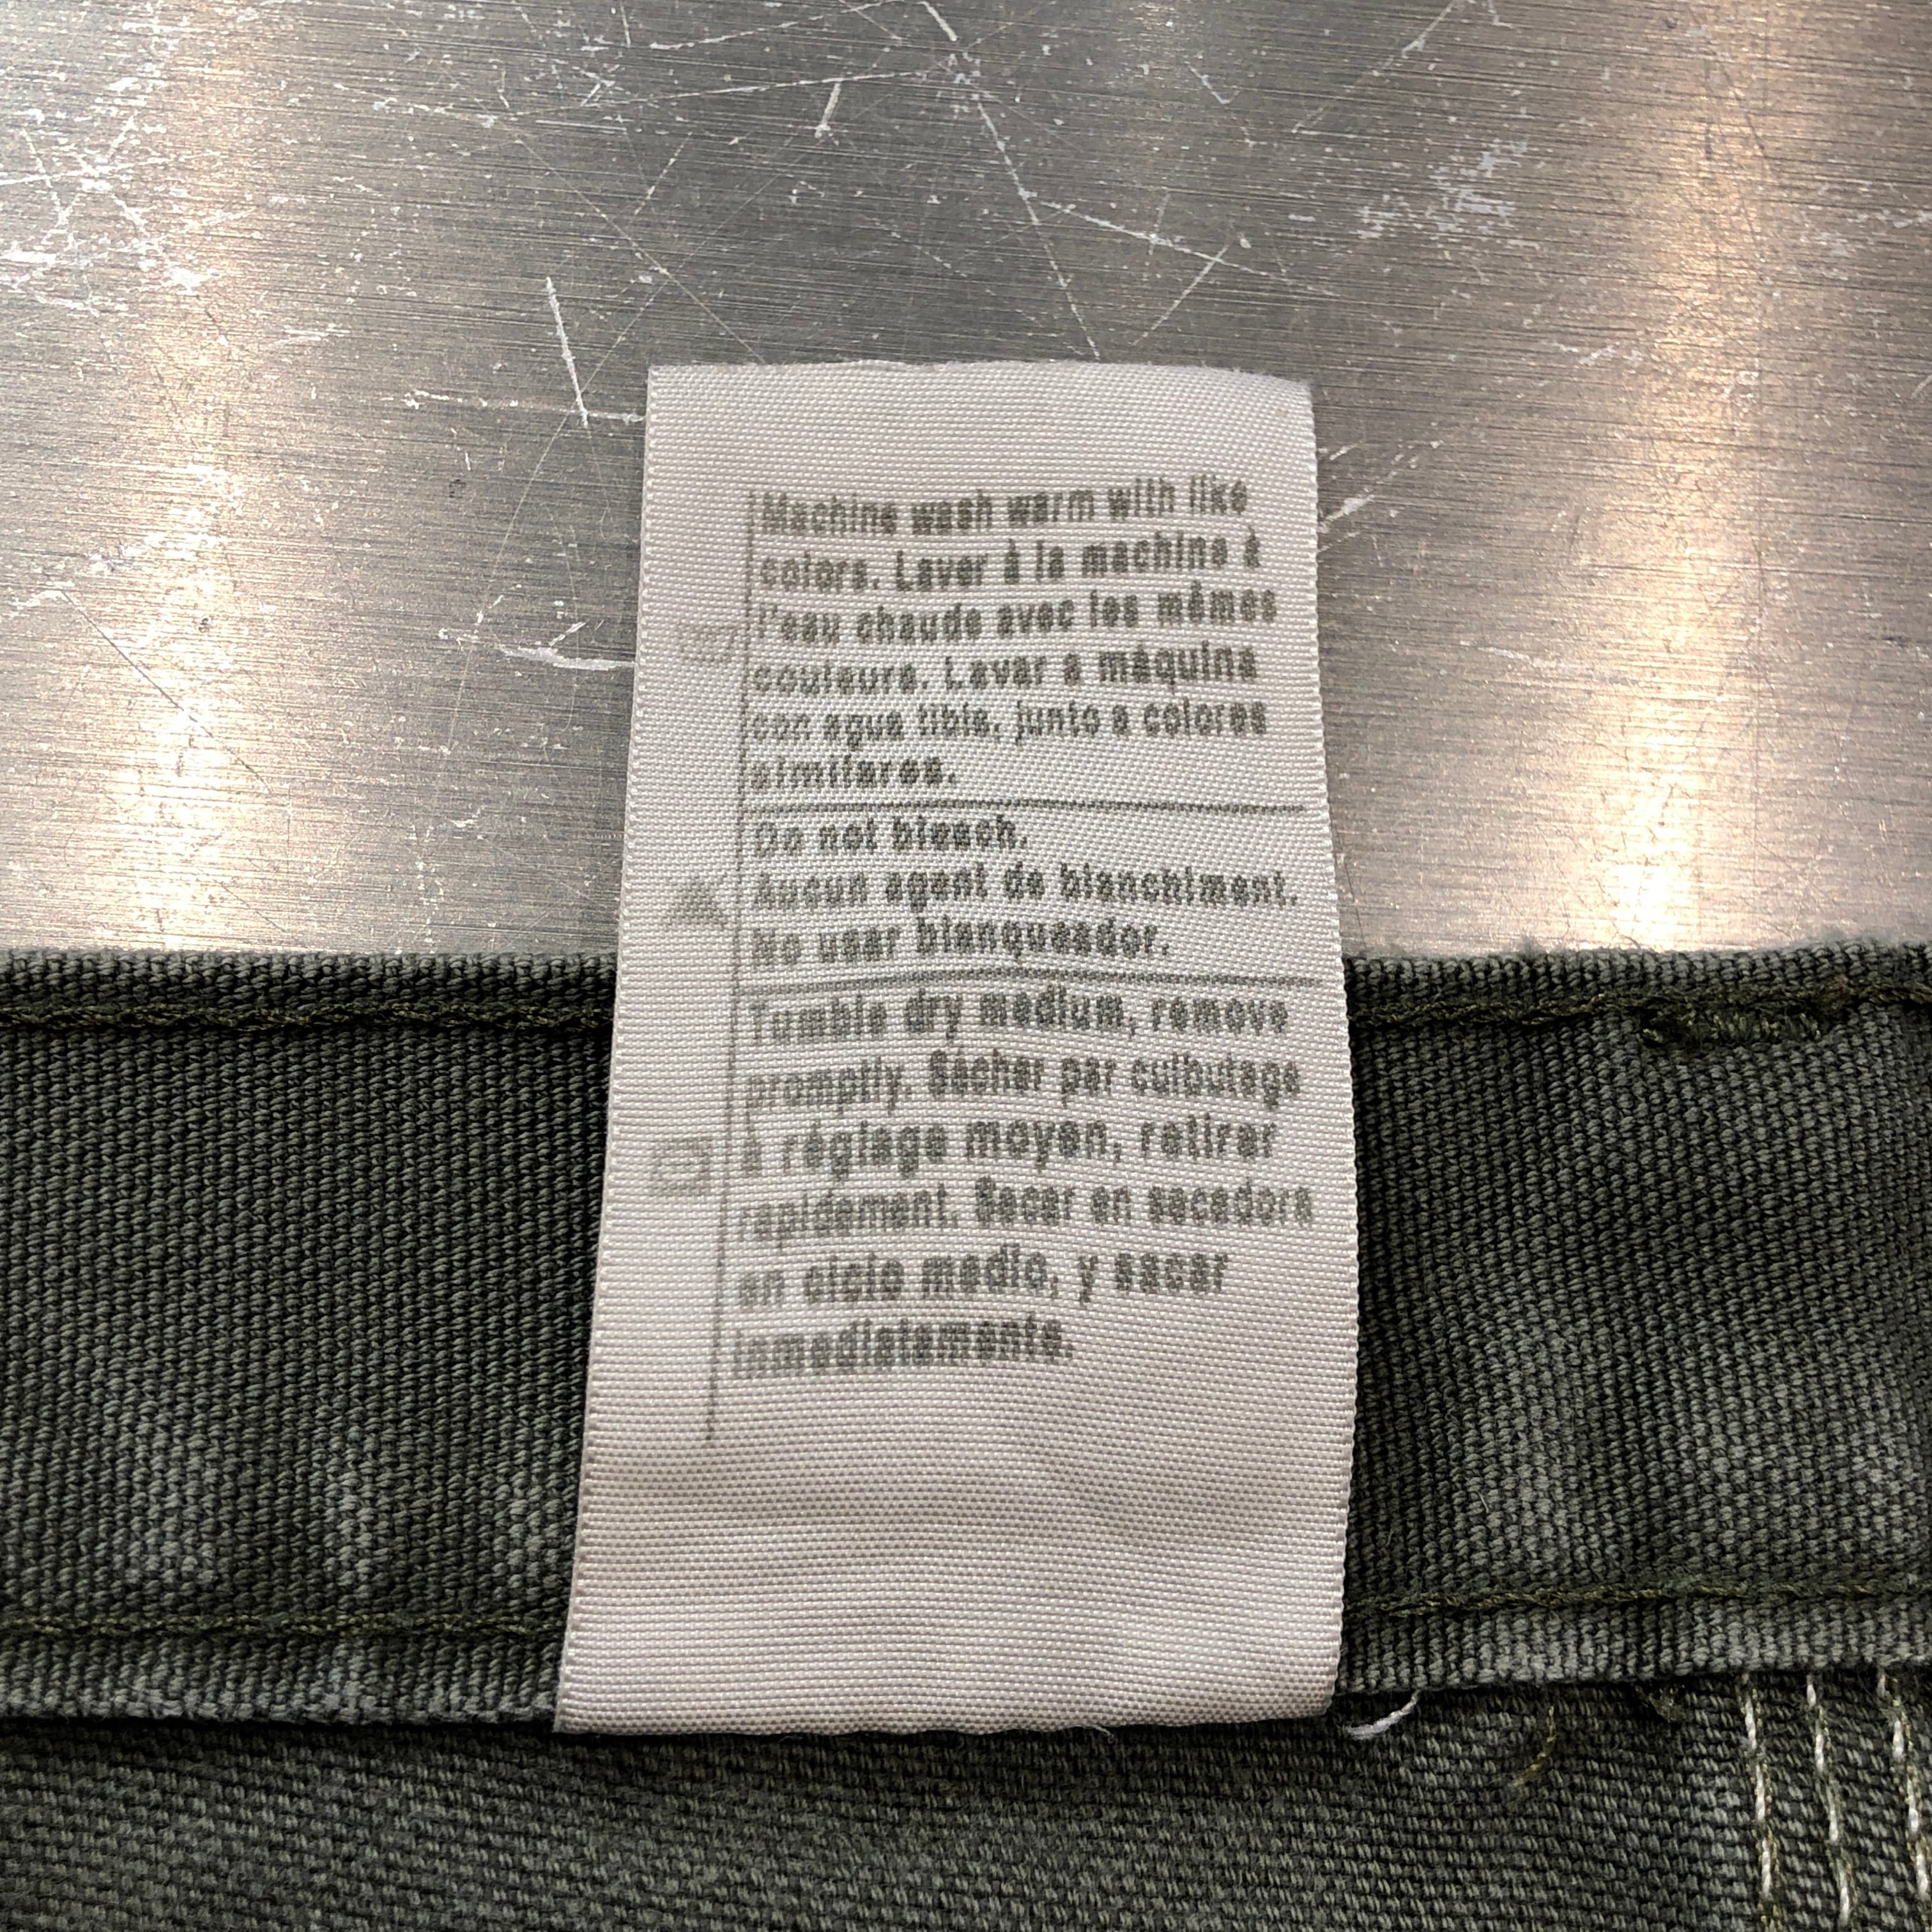 Machine wash warm with like
colors. Laver à la machine à
l'eau chaude avec les mêmes
couleurs. Lavar a máquina
con agua tibia, junto a colores
similares.
Do not bleach.
Aucun agent de blanchiment.
No usar blanqueador.
Tumble dry medium, remove
promptly. Sécher par culbutage
à réglage moyen, retirer
rapidement. Secar en secadora
en ciclo medio, y sacar
inmediatamente.